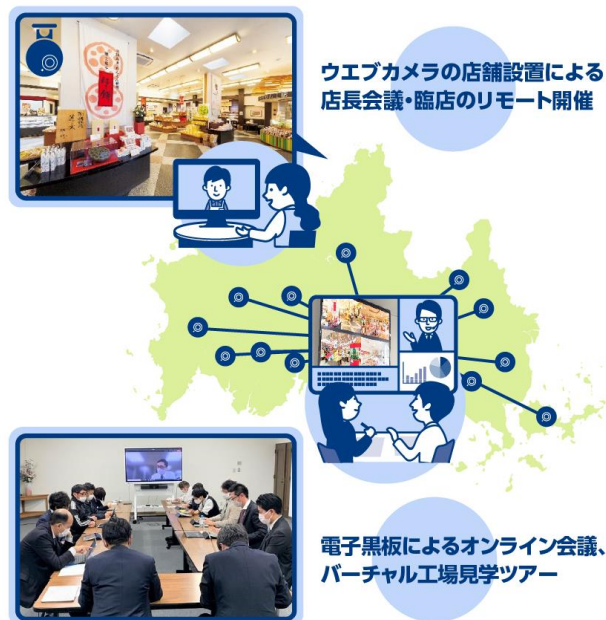 ウエブカメラの店舗設置による
店長会議・臨店のリモート開催
電子黒板によるオンライン会議、
バーチャル工場見学ツアー